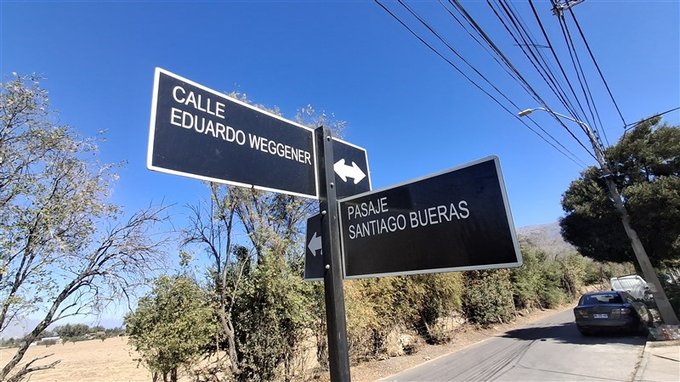 CALLE
EDUARDO WEGGENER
PASAJE
SANTIAGO BUERAS